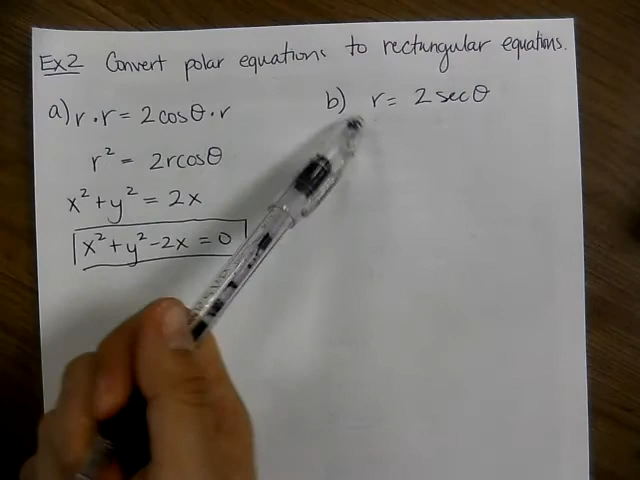 Ex2 Convert polar equations to rectangular equations.
a) r · r = 2cosθ · r
r² = 2rcosθ
x² + y² = 2x
x² + y² - 2x = 0
b) r = 2secθ